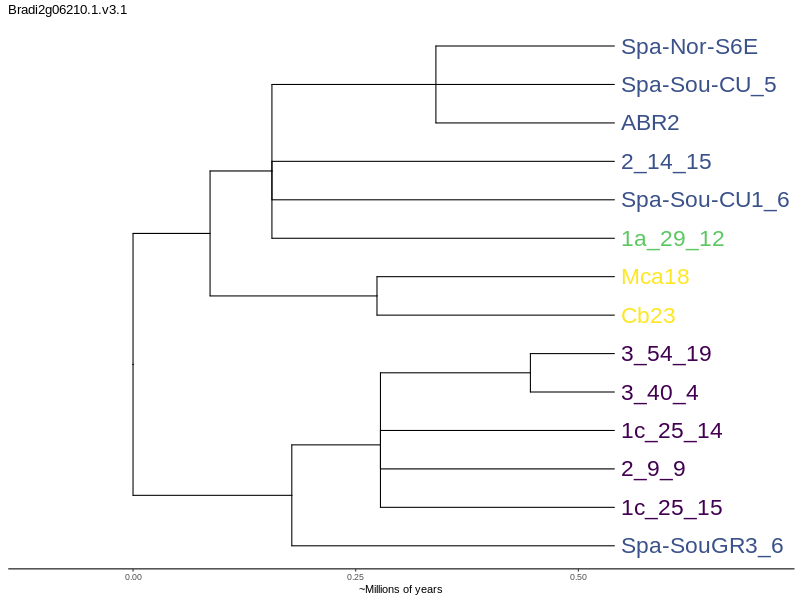 Bradi2g06210.1.v3.1
Spa-Nor-S6E
Spa-Sou-CU_5
ABR2
2_14_15
Spa-Sou-CU1_6
1a_29_12
Mca18
Cb23
3_54_19
3_40_4
1c_25_14
2_9_9
1c_25_15
Spa-SouGR3_6
0.00 0.25 0.50
~Millions of years